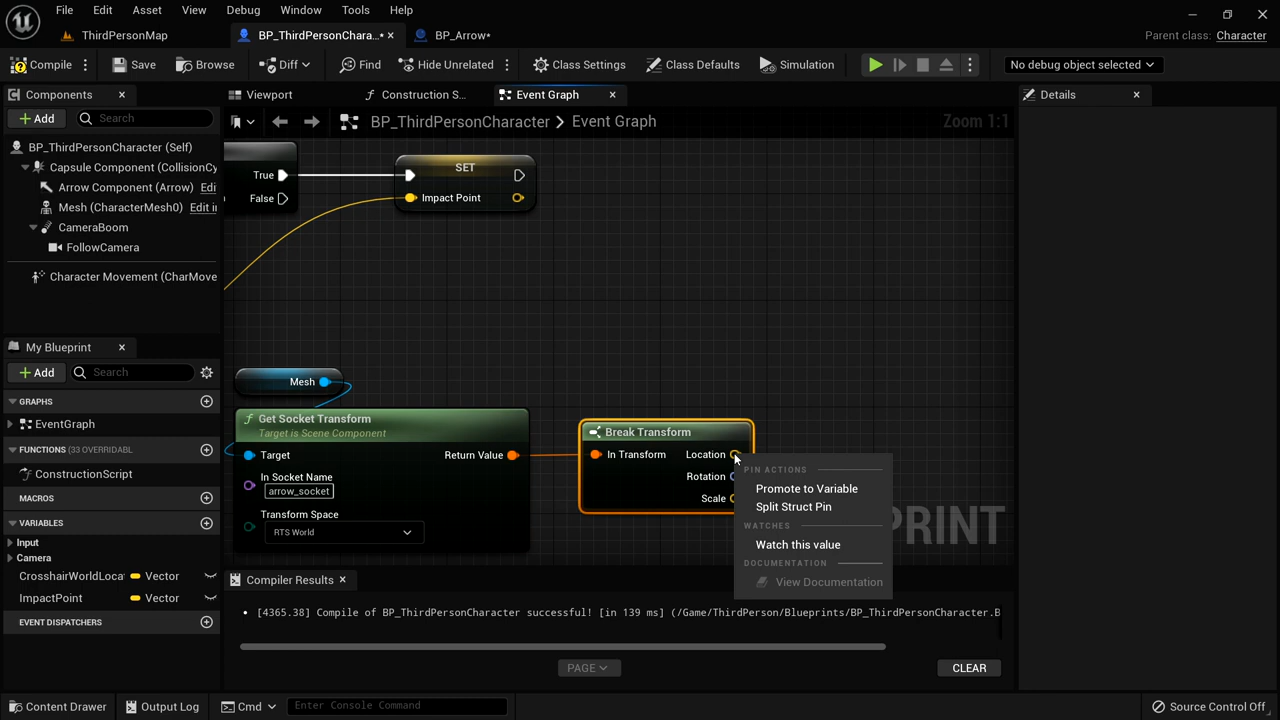 File Edit Asset View Debug Window Tools Help
ThirdPersonMap BP_ThirdPersonChara...* BP_Arrow* Parent class: Character
Compile Save Browse Diff Find Hide Unrelated Class Settings Class Defaults Simulation No debug object selected
Components Viewport Construction S... Event Graph Details
Add Search BP_ThirdPersonCharacter > Event Graph Zoom 1:1
BP_ThirdPersonCharacter (Self)
Capsule Component (CollisionCy
Arrow Component (Arrow) Edi
Mesh (CharacterMesh0) Edit in
CameraBoom
FollowCamera
Character Movement (CharMove
SET
True
False Impact Point
My Blueprint
Add Search
GRAPHS
EventGraph
FUNCTIONS (33 OVERRIDABL
ConstructionScript
MACROS
VARIABLES
Input
Camera
CrosshairWorldLocat Vector
ImpactPoint Vector
EVENT DISPATCHERS
Mesh
Get Socket Transform
Target is Scene Component
Target Return Value
In Socket Name
arrow_socket
Transform Space
RTS World
Break Transform
In Transform Location
Rotation
Scale
PIN ACTIONS
Promote to Variable
Split Struct Pin
WATCHES
Watch this value
DOCUMENTATION
View Documentation
PRINT
Compiler Results
[4365.38] Compile of BP_ThirdPersonCharacter successful! [in 139 ms] (/Game/ThirdPerson/Blueprints/BP_ThirdPersonCharacter.B
PAGE CLEAR
Content Drawer Output Log Cmd Enter Console Command Source Control Off